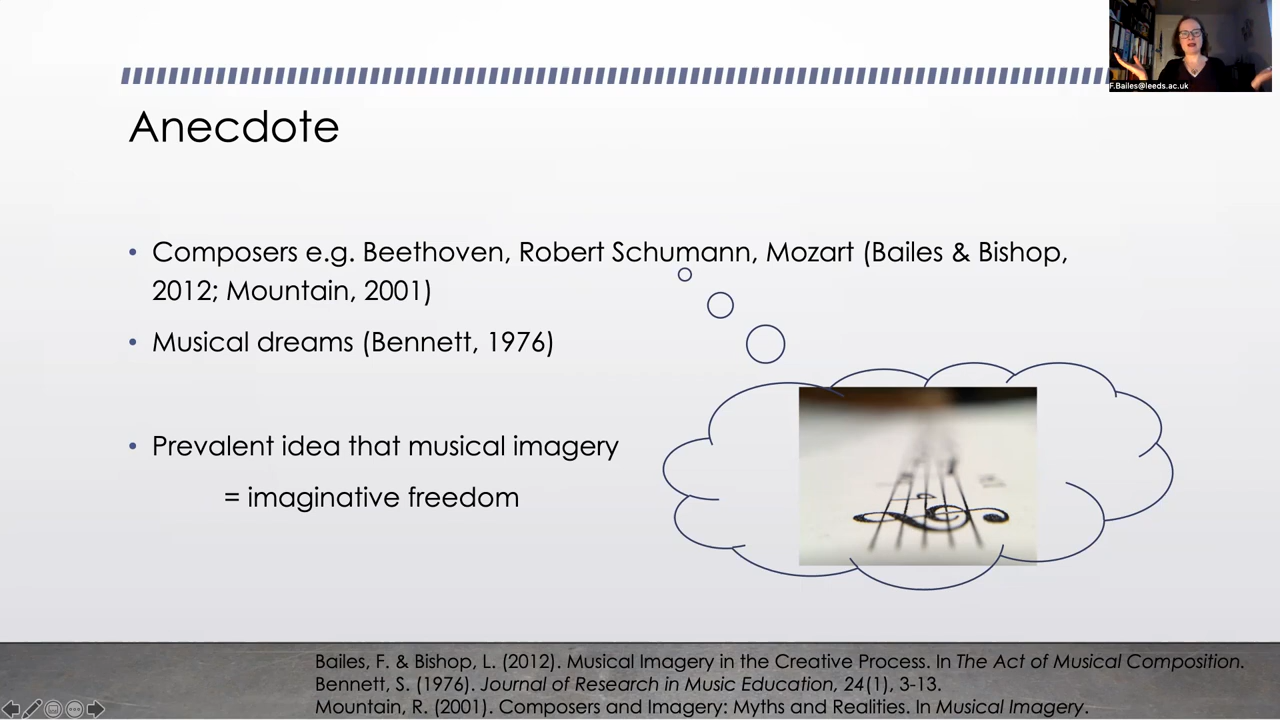 F.Bailes@leeds.ac.uk
Anecdote
• Composers e.g. Beethoven, Robert Schumann, Mozart (Bailes & Bishop,
2012; Mountain, 2001)
• Musical dreams (Bennett, 1976)
• Prevalent idea that musical imagery
= imaginative freedom
Bailes, F. & Bishop, L. (2012). Musical Imagery in the Creative Process. In The Act of Musical Composition.
Bennett, S. (1976). Journal of Research in Music Education, 24(1), 3-13.
Mountain, R. (2001). Composers and Imagery: Myths and Realities. In Musical Imagery.